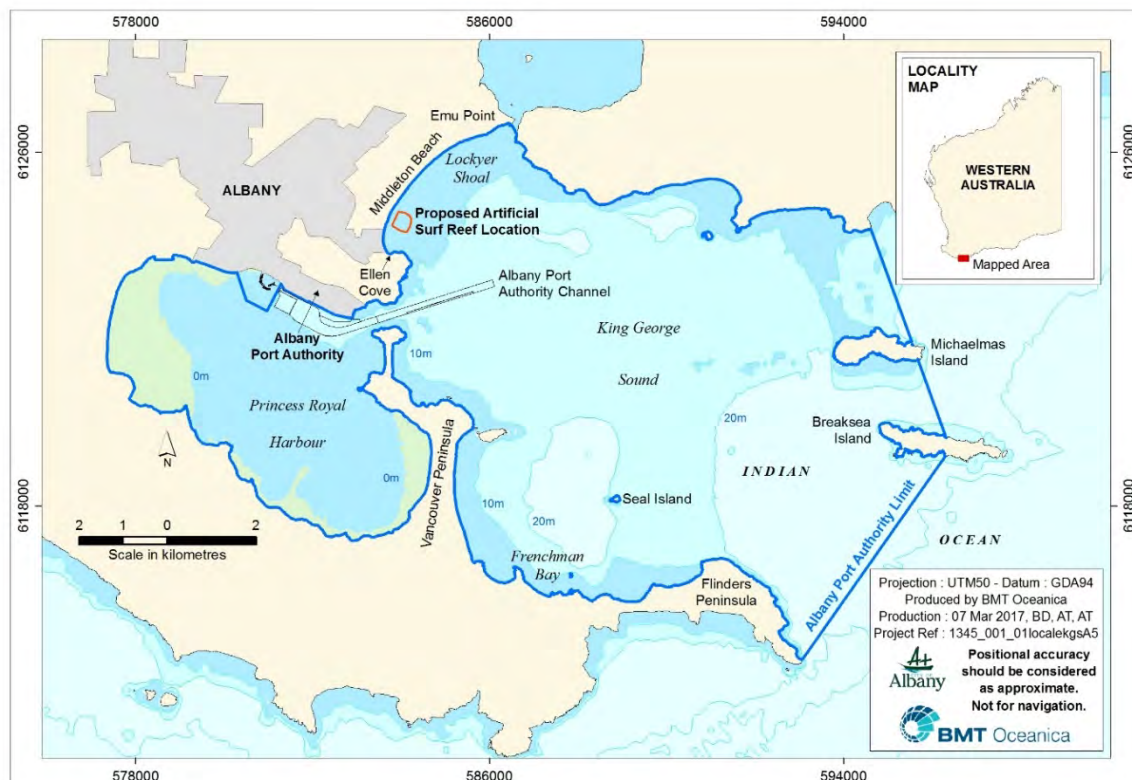 578000
586000
594000
6126000
6126000
6118000
6118000
578000
586000
594000
LOCALITY
MAP
WESTERN
AUSTRALIA
Mapped Area
Emu Point
Middleton Beach
Lockyer
Shoal
ALBANY
Proposed Artificial
Surf Reef Location
Ellen
Cove
Albany Port
Authority Channel
Albany
Port Authority
King George
Sound
Michaelmas
Island
10m
0m
Princess Royal
Harbour
20m
Breaksea
Island
N
INDIAN
0m
Vancouver Peninsula
10m
Seal Island
20m
OCEAN
2 1 0 2
Scale in kilometres
Frenchman
Bay
Flinders
Peninsula
Albany Port Authority Limit
Projection : UTM50 - Datum : GDA94
Produced by BMT Oceanica
Production : 07 Mar 2017, BD, AT, AT
Project Ref : 1345_001_01localekgsA5
Albany
Positional accuracy
should be considered
as approximate.
Not for navigation.
BMT Oceanica